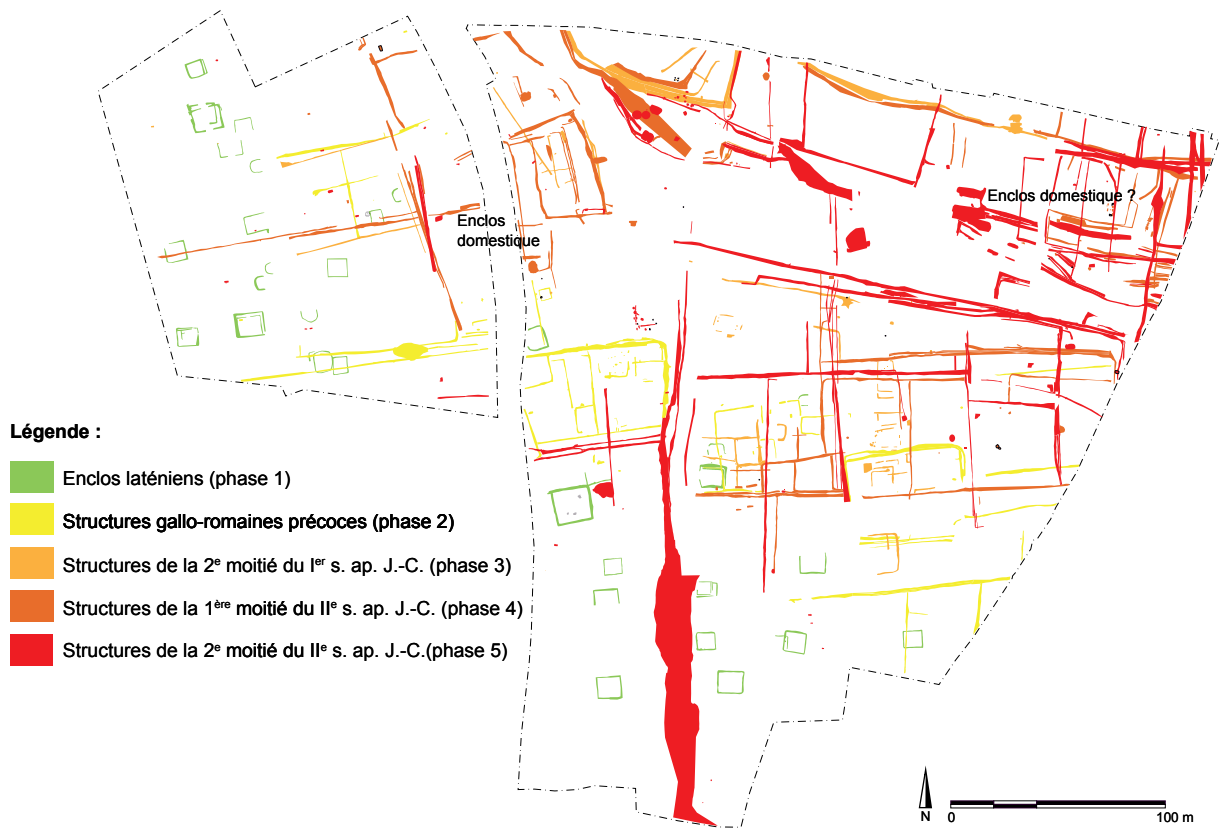 Enclos domestique ?
Enclos
domestique
Légende :
Enclos laténiens (phase 1)
Structures gallo-romaines précoces (phase 2)
Structures de la 2e moitié du Ier s. ap. J.-C. (phase 3)
Structures de la 1ère moitié du IIe s. ap. J.-C. (phase 4)
Structures de la 2e moitié du IIe s. ap. J.-C.(phase 5)
N
0 100 m